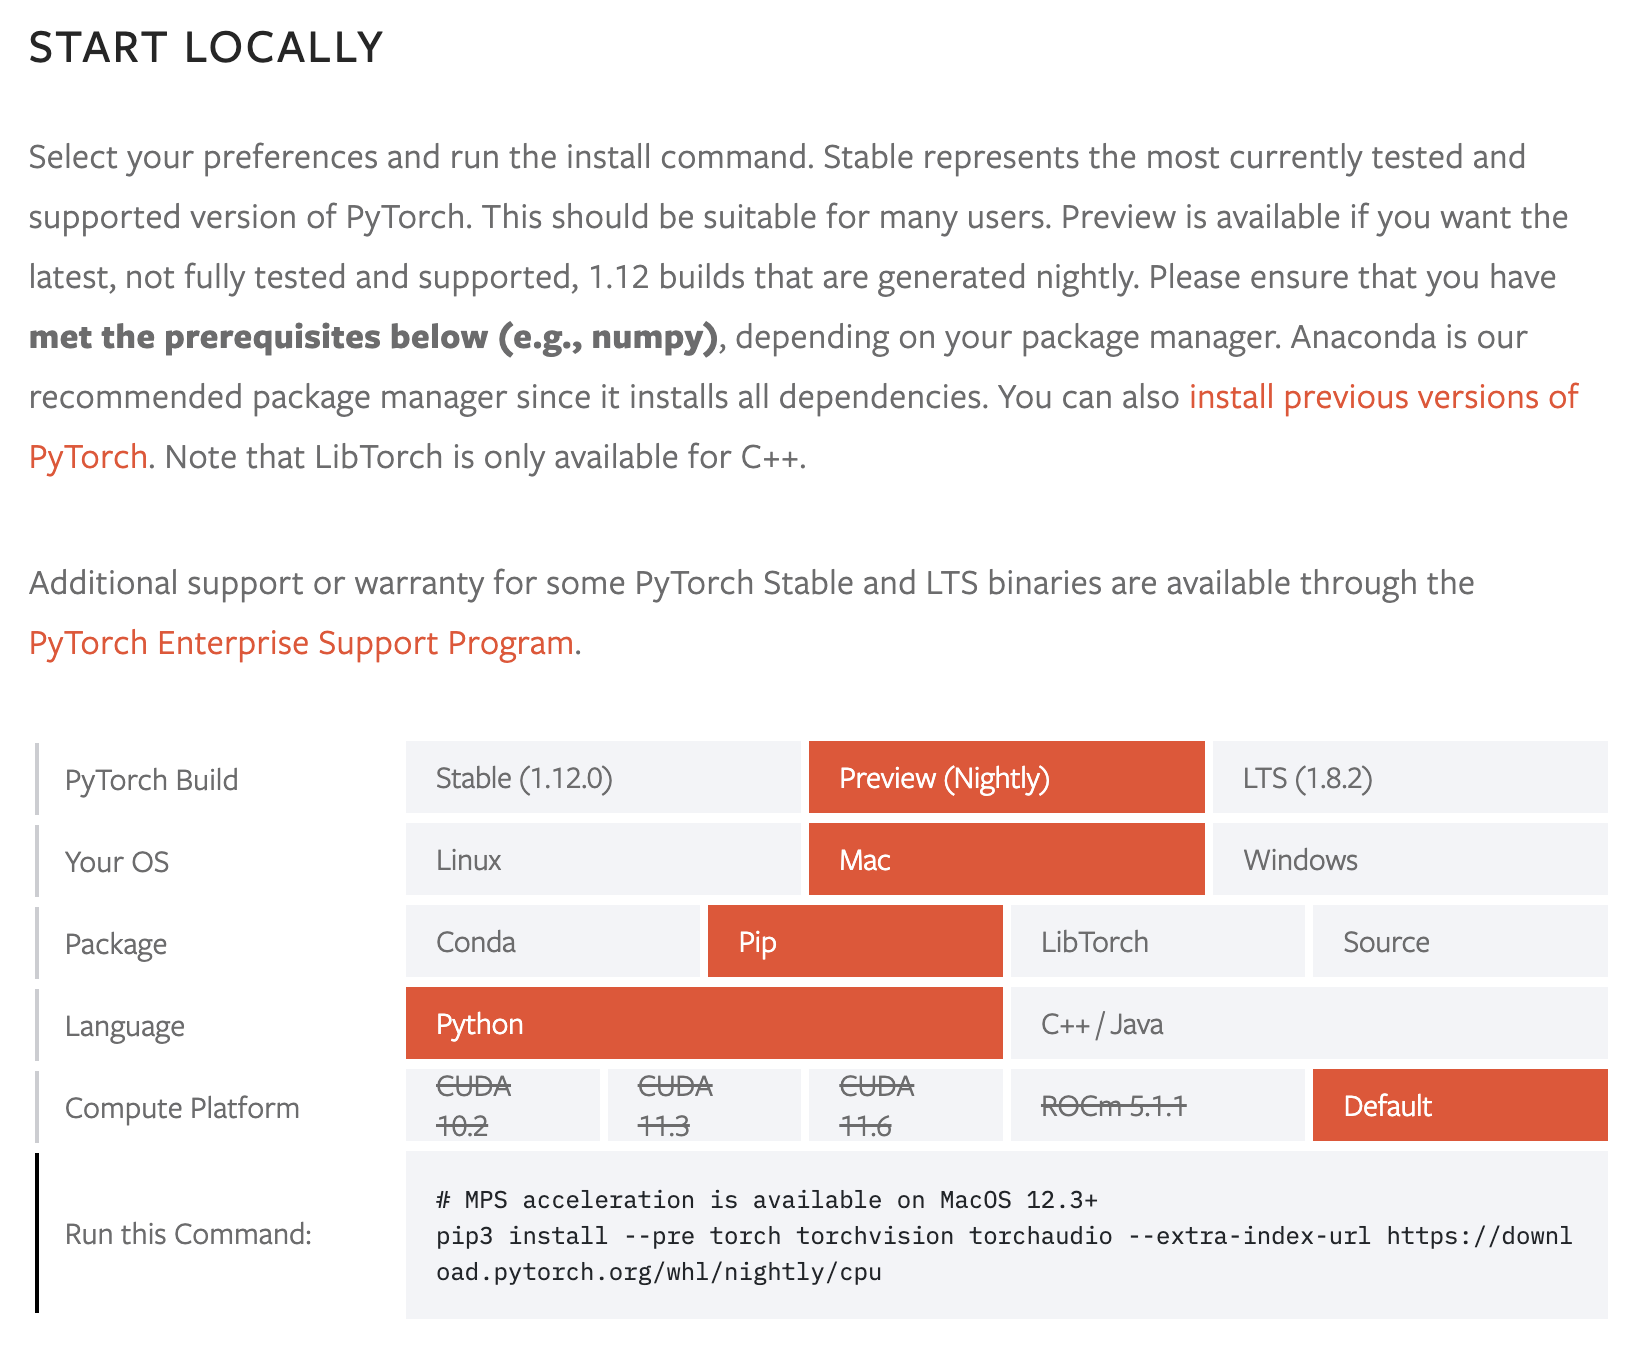 START LOCALLY
Select your preferences and run the install command. Stable represents the most currently tested and
supported version of PyTorch. This should be suitable for many users. Preview is available if you want the
latest, not fully tested and supported, 1.12 builds that are generated nightly. Please ensure that you have
met the prerequisites below (e.g., numpy), depending on your package manager. Anaconda is our
recommended package manager since it installs all dependencies. You can also install previous versions of
PyTorch. Note that LibTorch is only available for C++.
Additional support or warranty for some PyTorch Stable and LTS binaries are available through the
PyTorch Enterprise Support Program.
PyTorch Build Stable (1.12.0) Preview (Nightly) LTS (1.8.2)
Your OS Linux Mac Windows
Package Conda Pip LibTorch Source
Language Python C++ / Java
Compute Platform CUDA 10.2 CUDA 11.3 CUDA 11.6 ROCm 5.1.1 Default
Run this Command:
# MPS acceleration is available on MacOS 12.3+
pip3 install --pre torch torchvision torchaudio --extra-index-url https://downl
oad.pytorch.org/whl/nightly/cpu